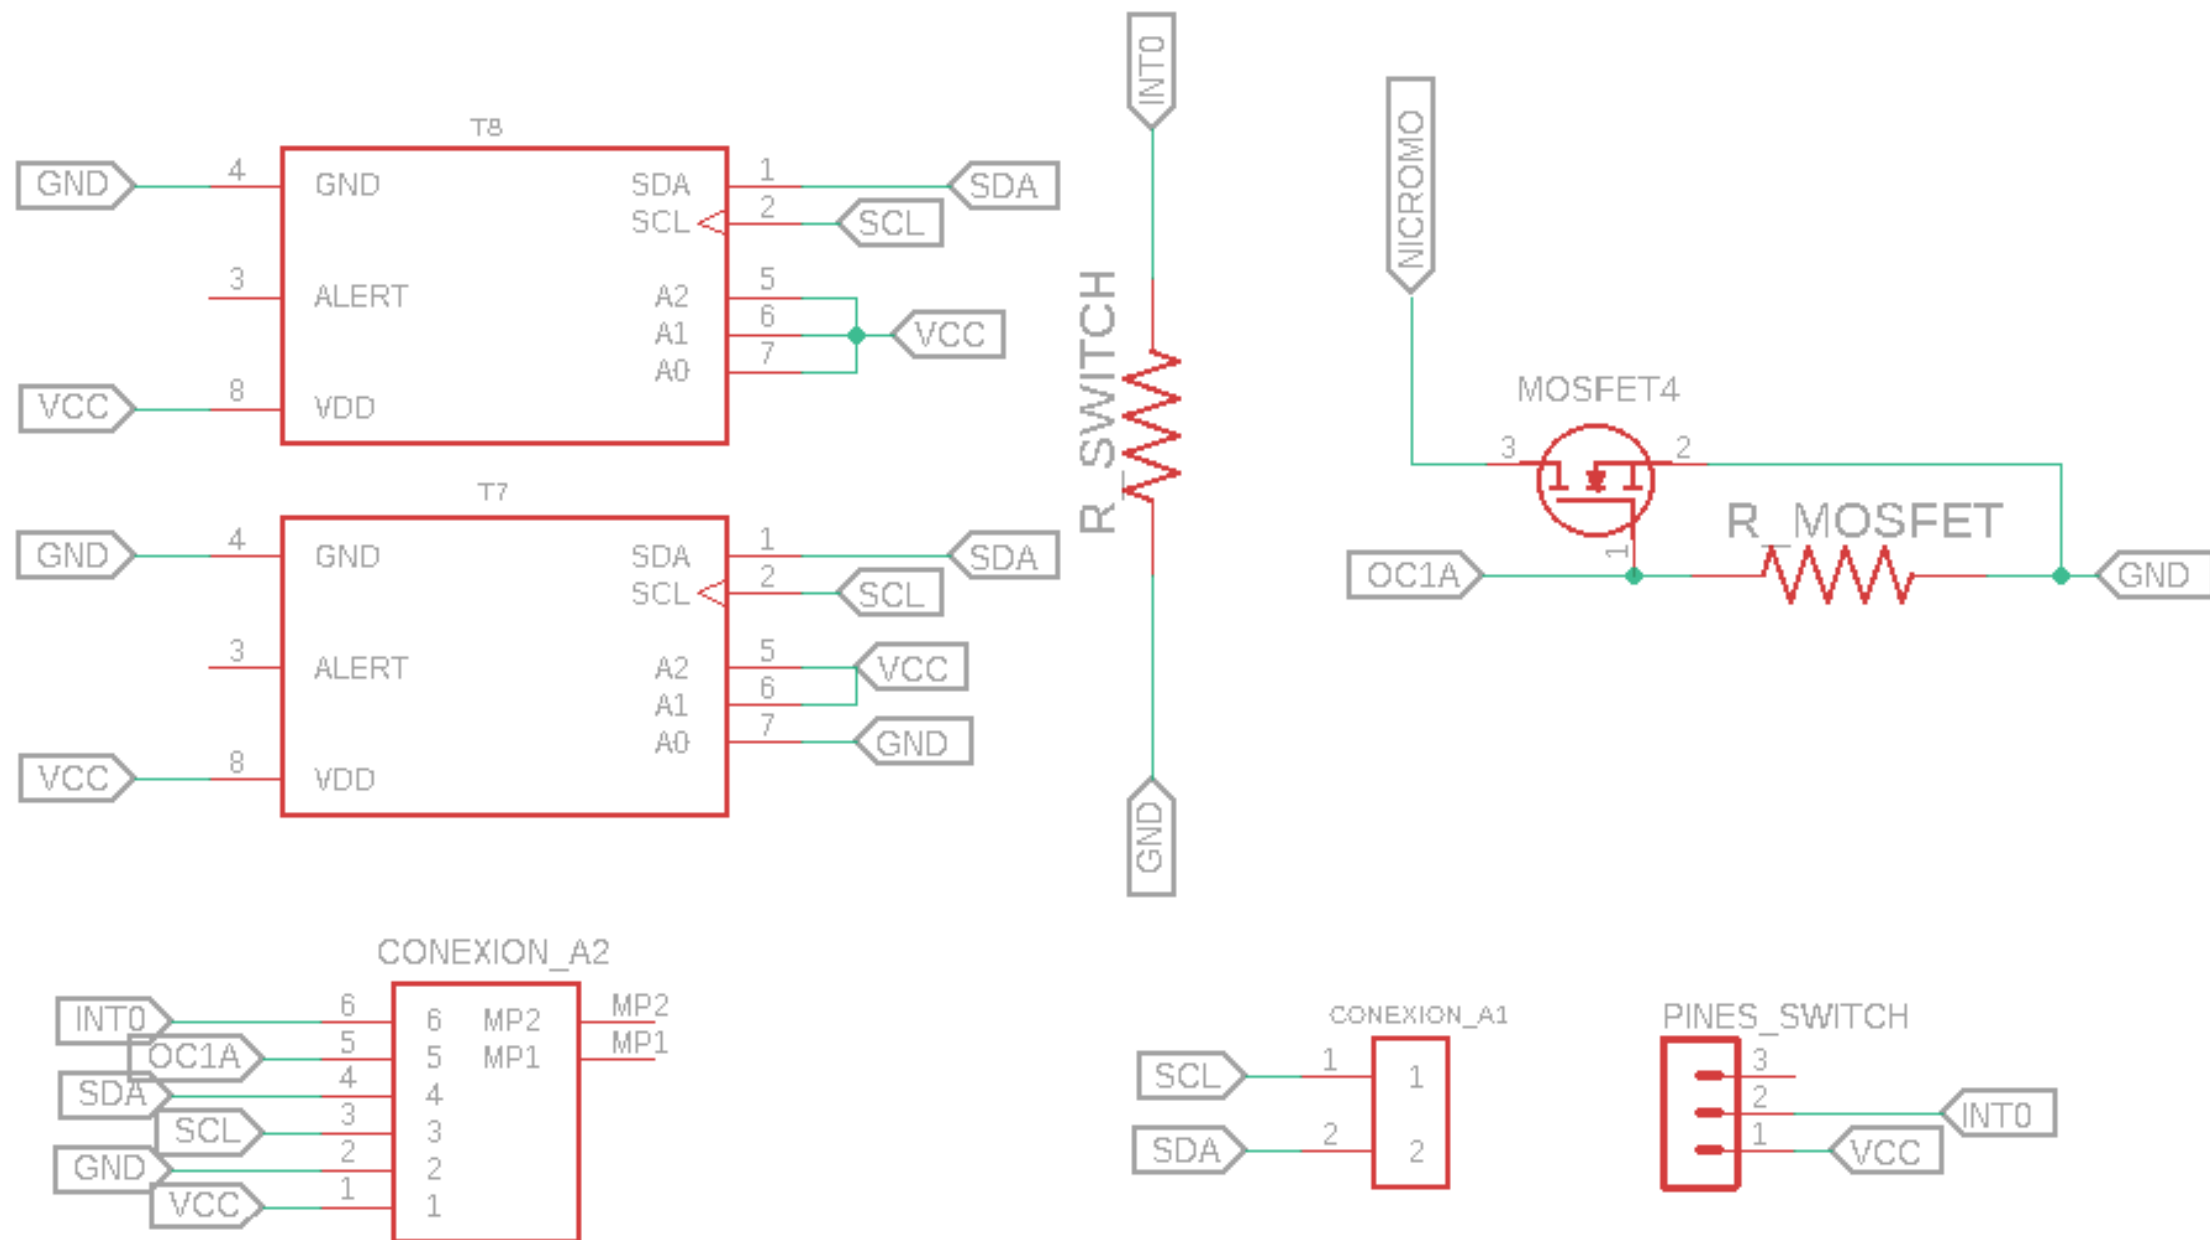 T8
GND
4
GND
SDA
1
SDA
SCL
2
SCL
3
ALERT
A2
5
A1
6
VCC
A0
7
VCC
8
VDD
T7
GND
4
GND
SDA
1
SDA
SCL
2
SCL
3
ALERT
A2
5
VCC
A1
6
A0
7
GND
VCC
8
VDD
INT0
R_SWITCH
GND
NICROMO
MOSFET4
3
2
1
R_MOSFET
OC1A
GND
CONEXION_A2
INT0
6
6
MP2
MP2
OC1A
5
5
MP1
MP1
SDA
4
4
SCL
3
3
GND
2
2
VCC
1
1
CONEXION_A1
SCL
1
1
SDA
2
2
PINES_SWITCH
3
2
INT0
1
VCC